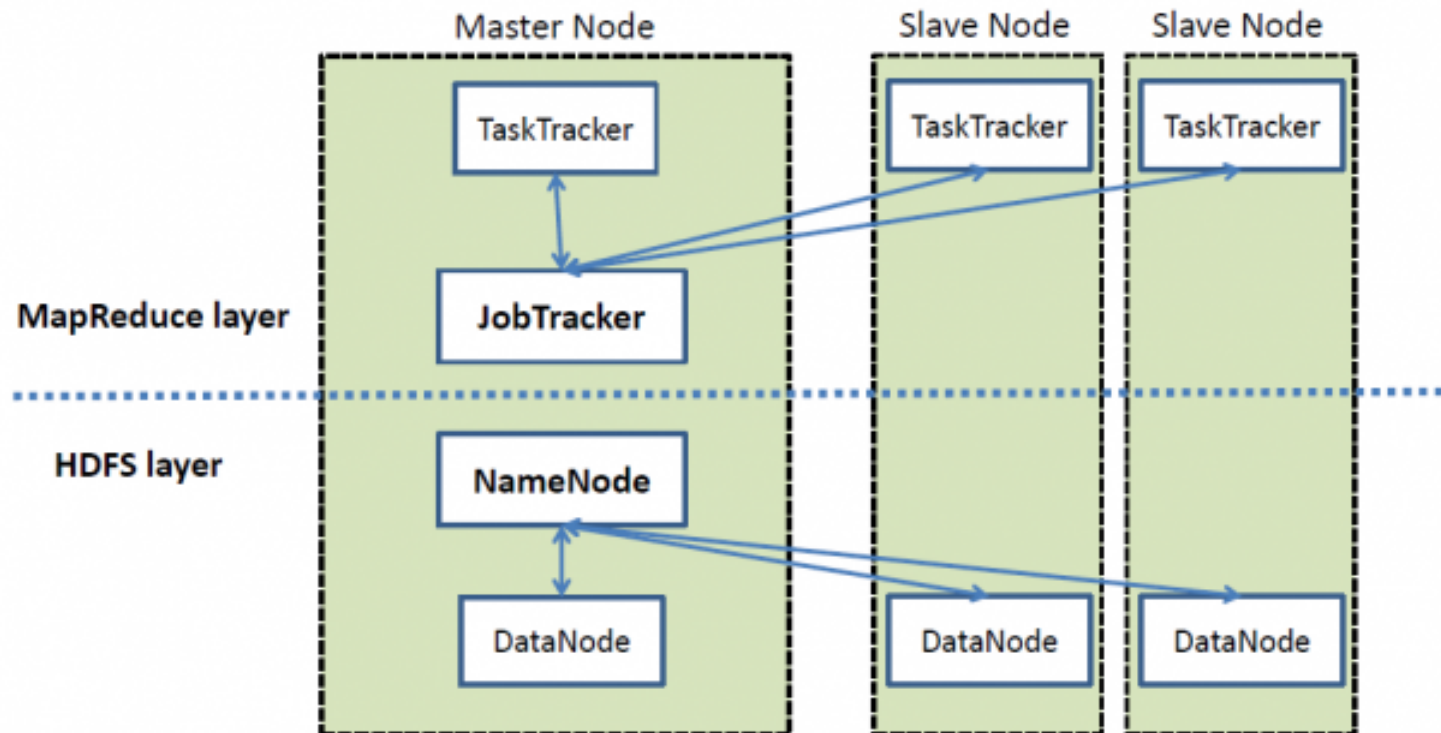 Master Node
Slave Node
Slave Node
TaskTracker
TaskTracker
TaskTracker
MapReduce layer
JobTracker
HDFS layer
NameNode
DataNode
DataNode
DataNode